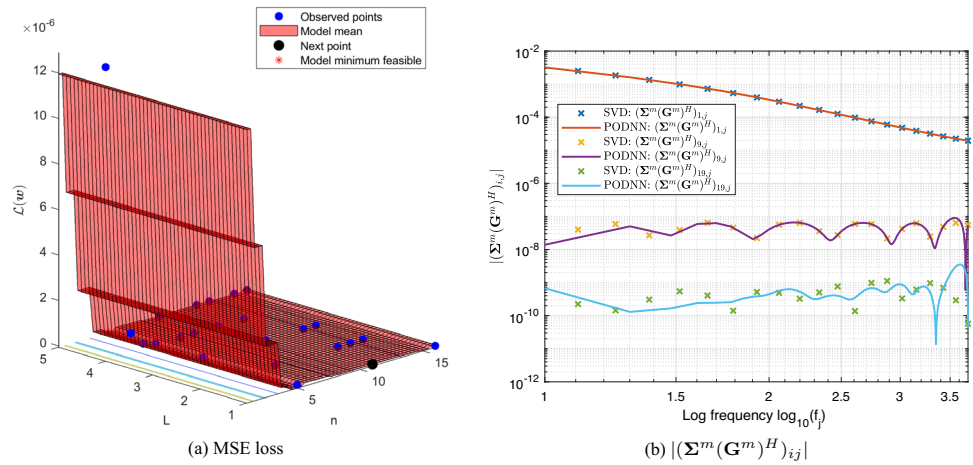 ×10⁻⁶
12
10
8
6
4
2
0
ℒ(w)
5
4
3
2
1
L
5
10
15
n
Observed points
Model mean
Next point
Model minimum feasible
(a) MSE loss
10⁻²
10⁻⁴
10⁻⁶
10⁻⁸
10⁻¹⁰
10⁻¹²
|(Σᵐ(Gᵐ)ᴴ)ᵢⱼ|
SVD: (Σᵐ(Gᵐ)ᴴ)₁,ⱼ
PODNN: (Σᵐ(Gᵐ)ᴴ)₁,ⱼ
SVD: (Σᵐ(Gᵐ)ᴴ)₉,ⱼ
PODNN: (Σᵐ(Gᵐ)ᴴ)₉,ⱼ
SVD: (Σᵐ(Gᵐ)ᴴ)₁₉,ⱼ
PODNN: (Σᵐ(Gᵐ)ᴴ)₁₉,ⱼ
1 1.5 2 2.5 3 3.5
Log frequency log₁₀(fⱼ)
(b) |(Σᵐ(Gᵐ)ᴴ)ᵢⱼ|